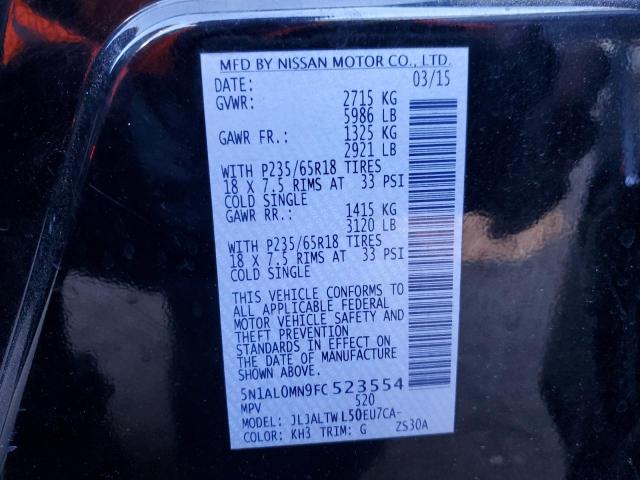 MFD BY NISSAN MOTOR CO., LTD.
DATE: 03/15
GVWR: 2715 KG
5986 LB
GAWR FR.: 1325 KG
2921 LB
WITH P235/65R18 TIRES
18 X 7.5 RIMS AT 33 PSI
COLD SINGLE
GAWR RR.: 1415 KG
3120 LB
WITH P235/65R18 TIRES
18 X 7.5 RIMS AT 33 PSI
COLD SINGLE
THIS VEHICLE CONFORMS TO
ALL APPLICABLE FEDERAL
MOTOR VEHICLE SAFETY AND
THEFT PREVENTION
STANDARDS IN EFFECT ON
THE DATE OF MANUFACTURE
SHOWN ABOVE.
5N1AL0MN9FC523554
MPV 520
MODEL: JLJALTWL50EU7CA-
COLOR: KH3 TRIM: G ZS30A